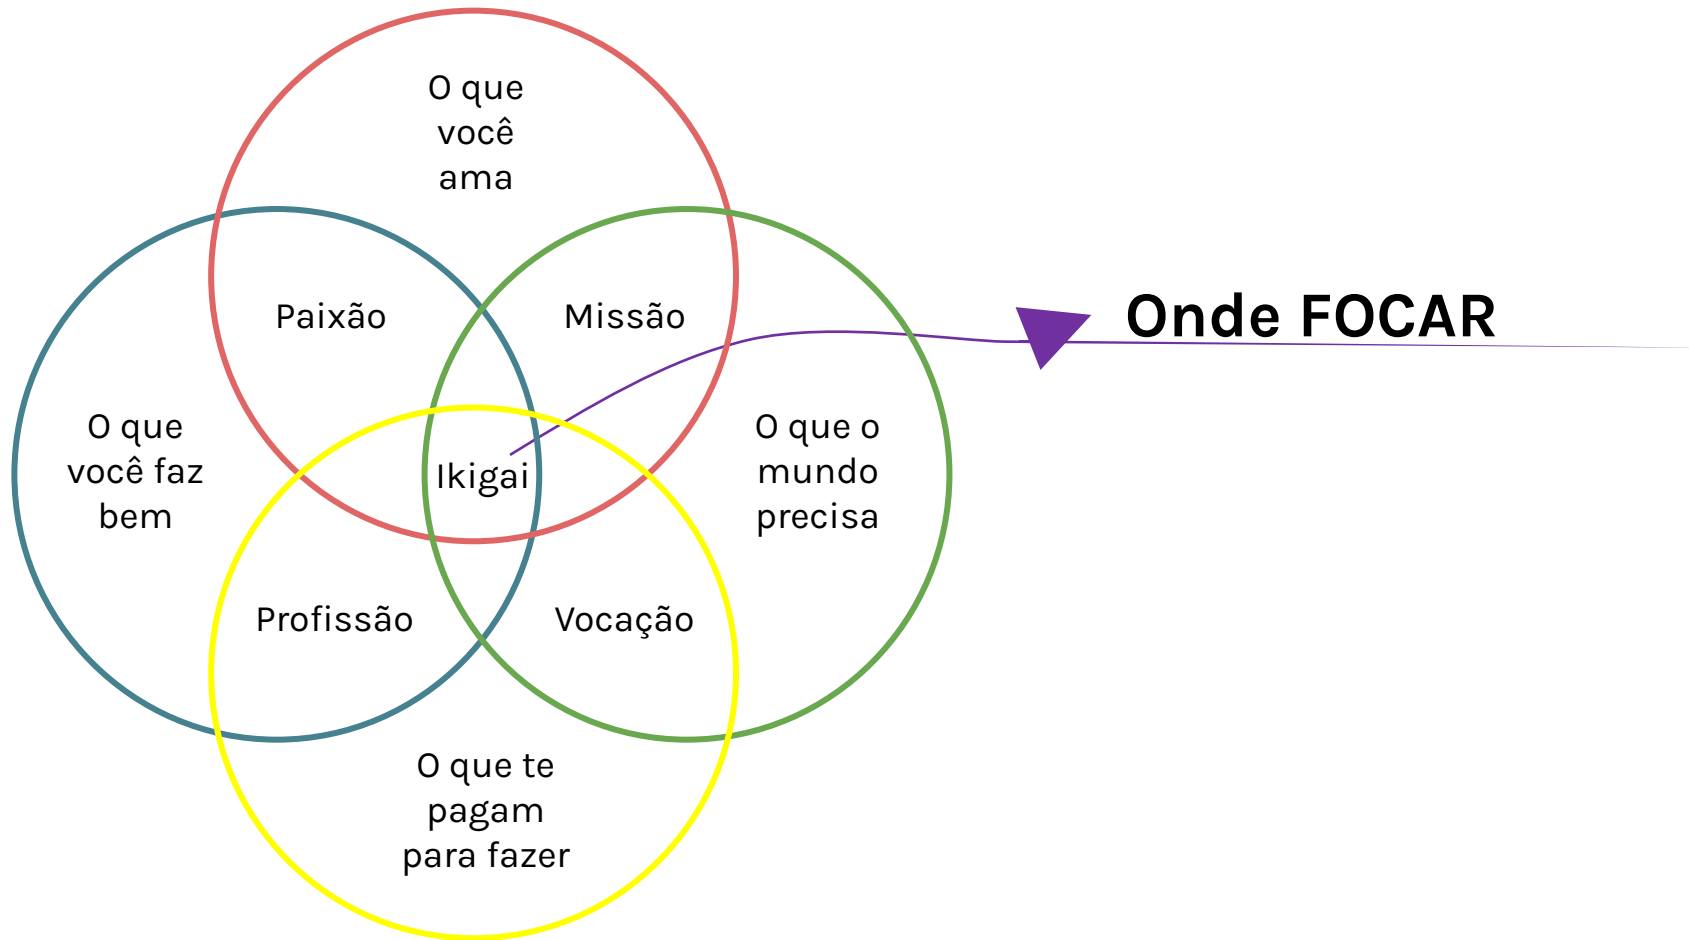 O que
você
ama
Paixão
Missão
Onde FOCAR
O que
você faz
bem
Ikigai
O que o
mundo
precisa
Profissão
Vocação
O que te
pagam
para fazer